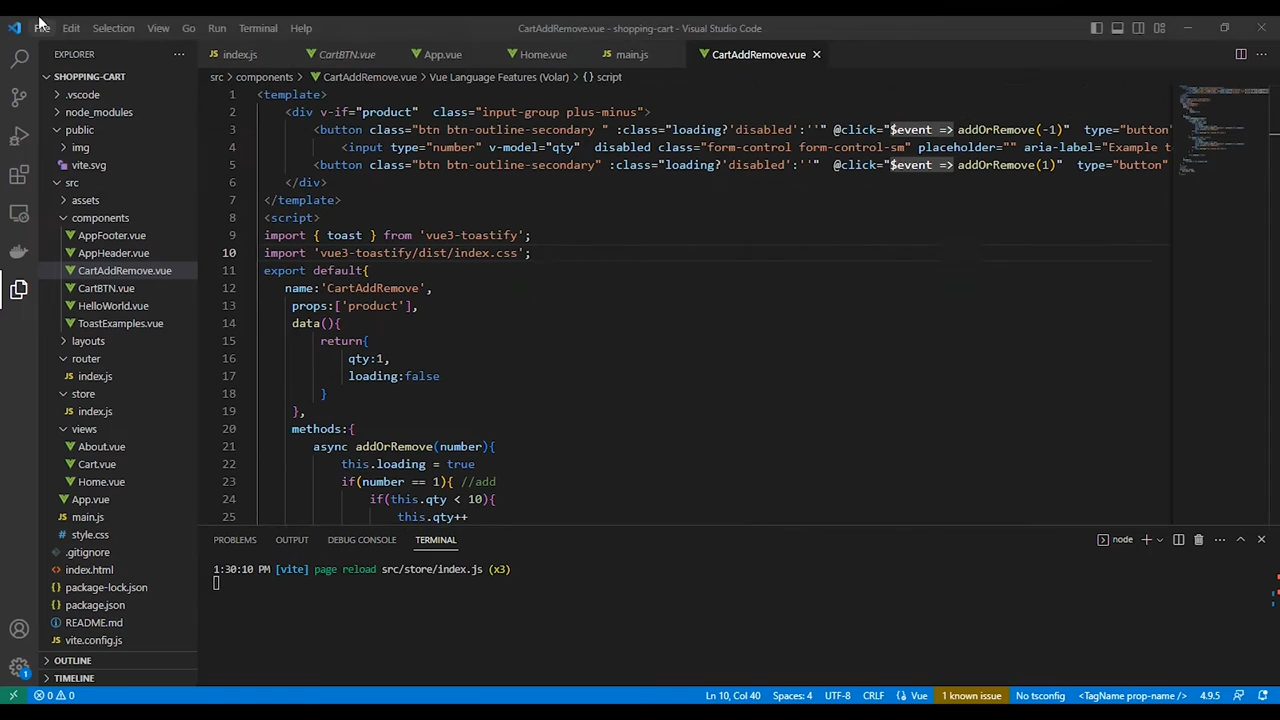 File Edit Selection View Go Run Terminal Help CartAddRemove.vue - shopping-cart - Visual Studio Code
EXPLORER
SHOPPING-CART
.vscode
node_modules
public
img
vite.svg
src
assets
components
AppFooter.vue
AppHeader.vue
CartAddRemove.vue
CartBTN.vue
HelloWorld.vue
ToastExamples.vue
layouts
router
index.js
store
index.js
views
About.vue
Cart.vue
Home.vue
App.vue
main.js
style.css
.gitignore
index.html
package-lock.json
package.json
README.md
vite.config.js
OUTLINE
TIMELINE
index.js CartBTN.vue App.vue Home.vue main.js CartAddRemove.vue
src > components > CartAddRemove.vue > Vue Language Features (Volar) > {} script
1 <template>
2 <div v-if="product" class="input-group plus-minus">
3 <button class="btn btn-outline-secondary " :class="loading?'disabled':''" @click="$event => addOrRemove(-1)" type="button"
4 <input type="number" v-model="qty" disabled class="form-control form-control-sm" placeholder="" aria-label="Example t
5 <button class="btn btn-outline-secondary" :class="loading?'disabled':''" @click="$event => addOrRemove(1)" type="button"
6 </div>
7 </template>
8 <script>
9 import { toast } from 'vue3-toastify';
10 import 'vue3-toastify/dist/index.css';
11 export default{
12 name:'CartAddRemove',
13 props:['product'],
14 data(){
15 return{
16 qty:1,
17 loading:false
18 }
19 },
20 methods:{
21 async addOrRemove(number){
22 this.loading = true
23 if(number == 1){ //add
24 if(this.qty < 10){
25 this.qty++
PROBLEMS OUTPUT DEBUG CONSOLE TERMINAL node
1:30:10 PM [vite] page reload src/store/index.js (x3)
1
0 0 Ln 10, Col 40 Spaces: 4 UTF-8 CRLF {} Vue 1 known issue No tsconfig <TagName prop-name /> 4.9.5